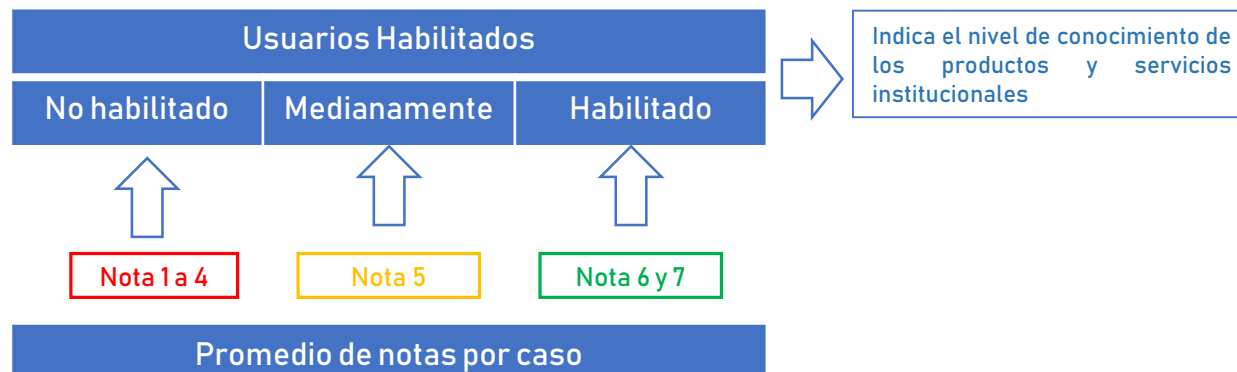 Usuarios Habilitados
No habilitado
Medianamente
Habilitado
Indica el nivel de conocimiento de
los productos y servicios
institucionales
Nota 1 a 4
Nota 5
Nota 6 y 7
Promedio de notas por caso